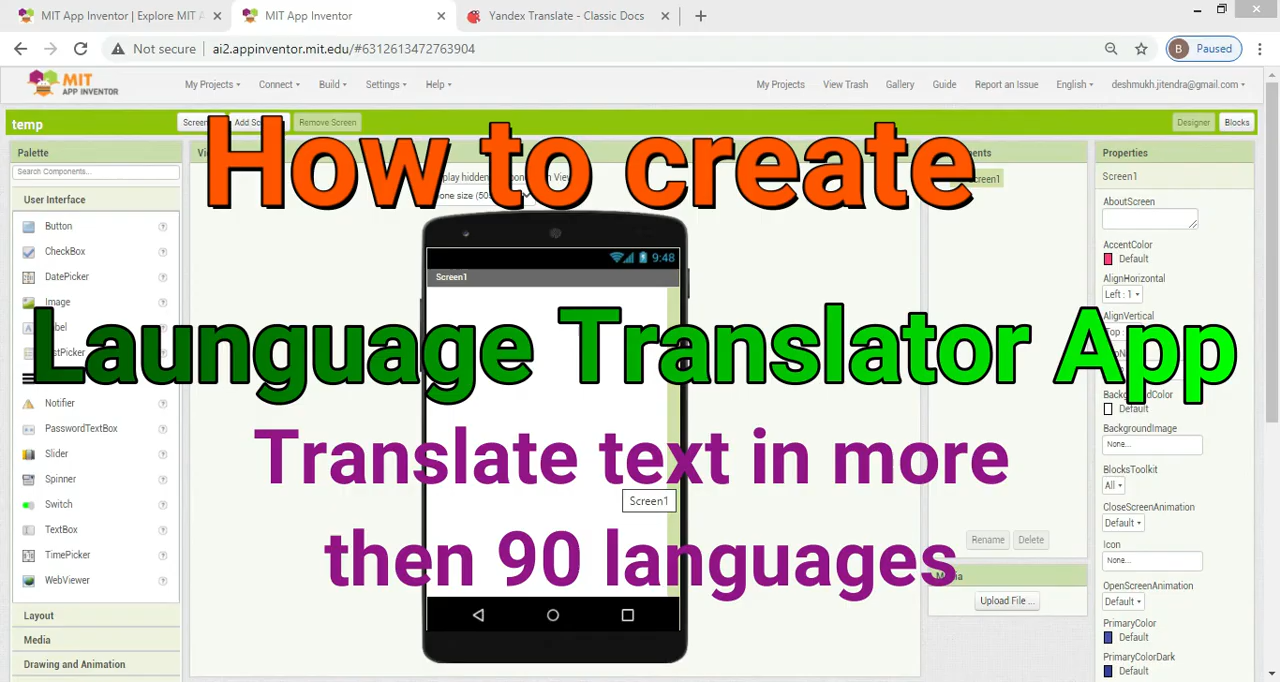 MIT App Inventor | Explore MIT A
MIT App Inventor
Yandex Translate - Classic Docs
Not secure
ai2.appinventor.mit.edu/#6312613472763904
B Paused
MIT
APP INVENTOR
My Projects
Connect
Build
Settings
Help
My Projects
View Trash
Gallery
Guide
Report an Issue
English
deshmukh.jitendra@gmail.com
temp
Remove Screen
Designer
Blocks
How to create
Launguage Translator App
Translate text in more
then 90 languages
Palette
Search Components...
User Interface
Button
CheckBox
DatePicker
Image
Notifier
PasswordTextBox
Slider
Spinner
Switch
TextBox
TimePicker
WebViewer
Layout
Media
Drawing and Animation
9:48
Screen1
Screen1
Rename
Delete
Upload File ...
Properties
Screen1
AboutScreen
AccentColor
Default
AlignHorizontal
Left : 1
AlignVertical
Default
BackgroundImage
None...
BlocksToolkit
All
CloseScreenAnimation
Default
Icon
None...
OpenScreenAnimation
Default
PrimaryColor
Default
PrimaryColorDark
Default